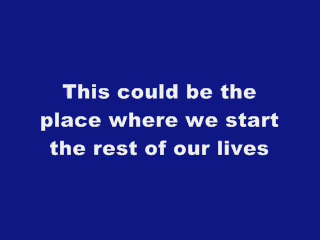 This could be the
place where we start
the rest of our lives